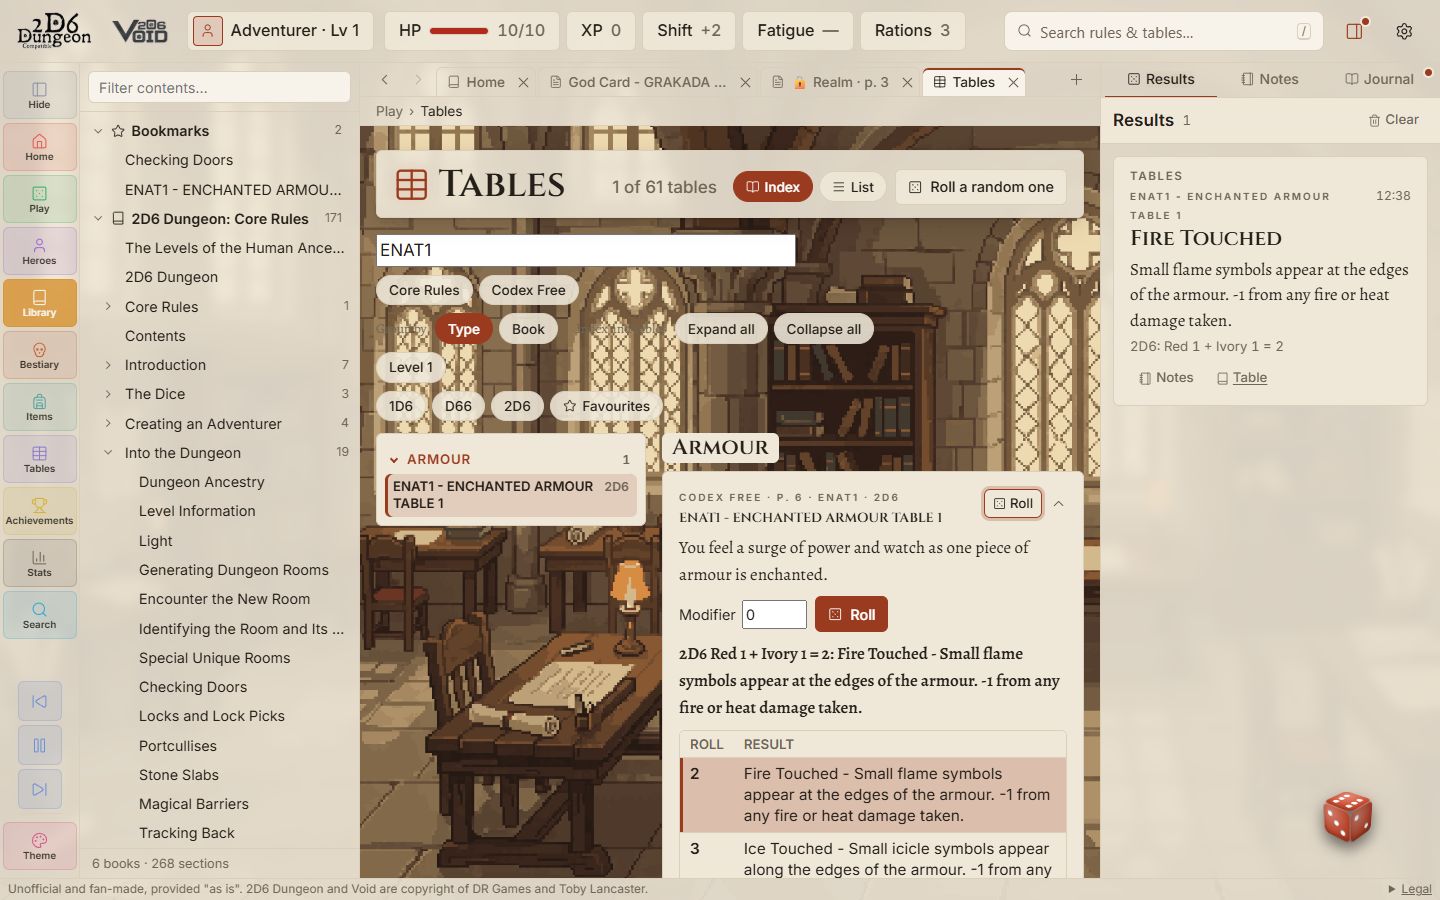 2D6
Dungeon
Compatible
2D6
VOID
Adventurer · Lv 1
HP 10/10
XP 0
Shift +2
Fatigue —
Rations 3
Search rules & tables...
/
Hide
Home
Play
Heroes
Library
Bestiary
Items
Tables
Achievements
Stats
Search
Theme
Filter contents...
Bookmarks 2
Checking Doors
ENAT1 - ENCHANTED ARMOU...
2D6 Dungeon: Core Rules 171
The Levels of the Human Ance...
2D6 Dungeon
Core Rules 1
Contents
Introduction 7
The Dice 3
Creating an Adventurer 4
Into the Dungeon 19
Dungeon Ancestry
Level Information
Light
Generating Dungeon Rooms
Encounter the New Room
Identifying the Room and Its ...
Special Unique Rooms
Checking Doors
Locks and Lock Picks
Portcullises
Stone Slabs
Magical Barriers
Tracking Back
6 books · 268 sections
Home
God Card - GRAKADA ...
Realm · p. 3
Tables
Play › Tables
TABLES
1 of 61 tables
Index
List
Roll a random one
ENAT1
Core Rules
Codex Free
Group by
Type
Book
Expand all
Collapse all
Level 1
1D6
D66
2D6
Favourites
ARMOUR 1
ENAT1 - ENCHANTED ARMOUR 2D6
TABLE 1
ARMOUR
CODEX FREE · P. 6 · ENAT1 · 2D6
ENAT1 - ENCHANTED ARMOUR TABLE 1
Roll
You feel a surge of power and watch as one piece of
armour is enchanted.
Modifier 0 Roll
2D6 Red 1 + Ivory 1 = 2: Fire Touched - Small flame
symbols appear at the edges of the armour. -1 from any
fire or heat damage taken.
ROLL RESULT
2 Fire Touched - Small flame symbols
appear at the edges of the armour. -1 from
any fire or heat damage taken.
3 Ice Touched - Small icicle symbols appear
along the edges of the armour. -1 from any
Results
Notes
Journal
Results 1
Clear
TABLES
ENAT1 - ENCHANTED ARMOUR 12:38
TABLE 1
FIRE TOUCHED
Small flame symbols appear at the edges
of the armour. -1 from any fire or heat
damage taken.
2D6: Red 1 + Ivory 1 = 2
Notes
Table
Unofficial and fan-made, provided "as is". 2D6 Dungeon and Void are copyright of DR Games and Toby Lancaster.
Legal